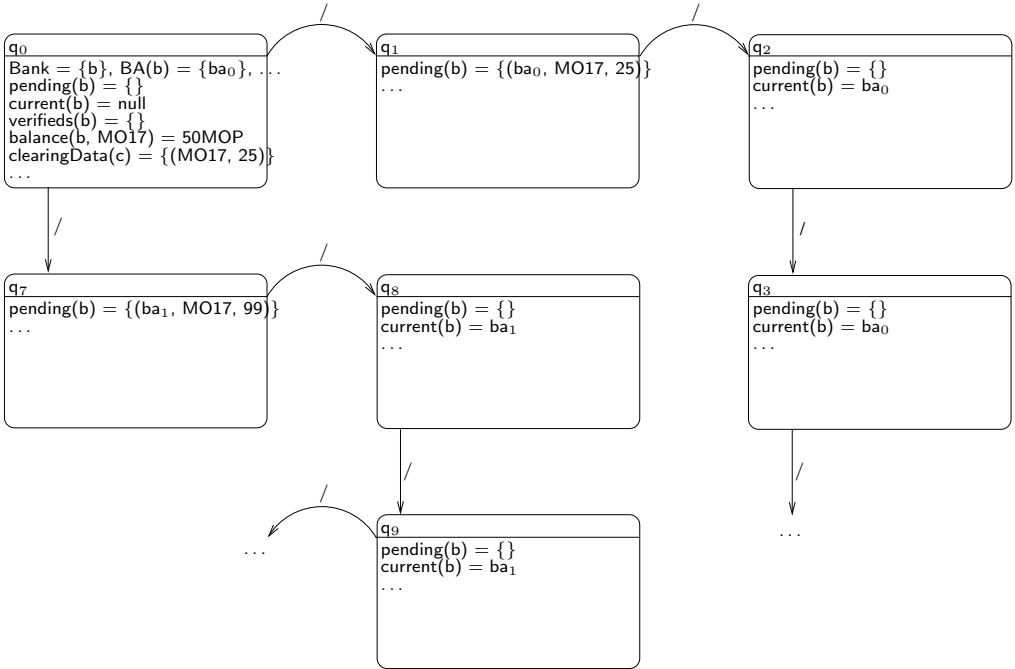 /
/
q₀
Bank = {b}, BA(b) = {ba₀}, ...
pending(b) = {}
current(b) = null
verifieds(b) = {}
balance(b, MO17) = 50MOP
clearingData(c) = {(MO17, 25)}
...
q₁
pending(b) = {(ba₀, MO17, 25)}
...
q₂
pending(b) = {}
current(b) = ba₀
...
/
/
/
q₇
pending(b) = {(ba₁, MO17, 99)}
...
q₈
pending(b) = {}
current(b) = ba₁
...
q₃
pending(b) = {}
current(b) = ba₀
...
/
/
/
...
q₉
pending(b) = {}
current(b) = ba₁
...
...